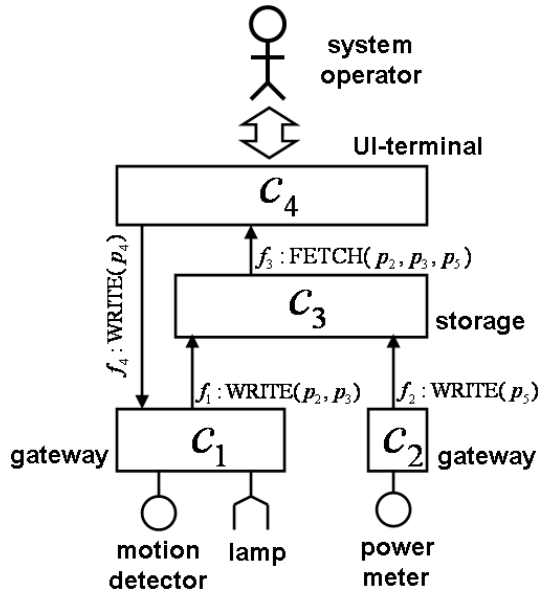 system
operator
UI-terminal
c₄
f₃ : FETCH(p₂, p₃, p₅)
f₄ : WRITE(p₄)
c₃
storage
f₁ : WRITE(p₂, p₃)
f₂ : WRITE(p₅)
gateway
c₁
c₂
gateway
motion
detector
lamp
power
meter